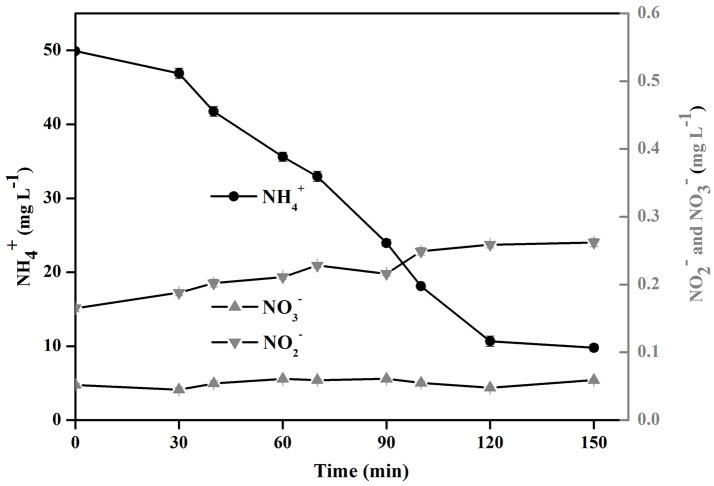 NH₄⁺ (mg L⁻¹)
50
40
30
20
10
0
0.6
0.5
0.4
0.3
0.2
0.1
0.0
NO₂⁻ and NO₃⁻ (mg L⁻¹)
NH₄⁺
NO₃⁻
NO₂⁻
0 30 60 90 120 150
Time (min)